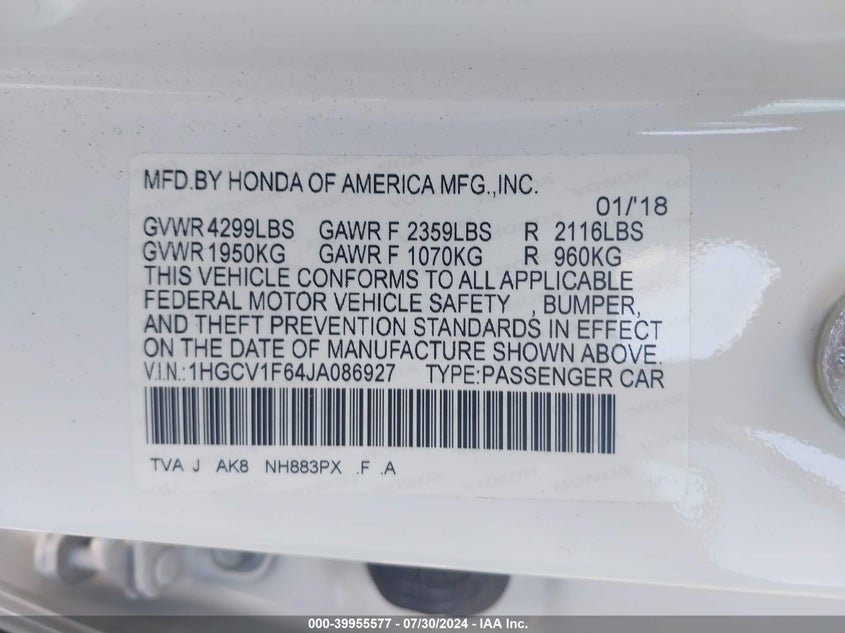 MFD.BY HONDA OF AMERICA MFG.,INC.
01/'18
GVWR 4299LBS GAWR F 2359LBS R 2116LBS
GVWR 1950KG GAWR F 1070KG R 960KG
THIS VEHICLE CONFORMS TO ALL APPLICABLE
FEDERAL MOTOR VEHICLE SAFETY , BUMPER,
AND THEFT PREVENTION STANDARDS IN EFFECT
ON THE DATE OF MANUFACTURE SHOWN ABOVE.
V.I.N.:1HGCV1F64JA086927 TYPE:PASSENGER CAR
TVA J AK8 NH883PX .F .A
000-39955577 — 07/30/2024 — IAA Inc.